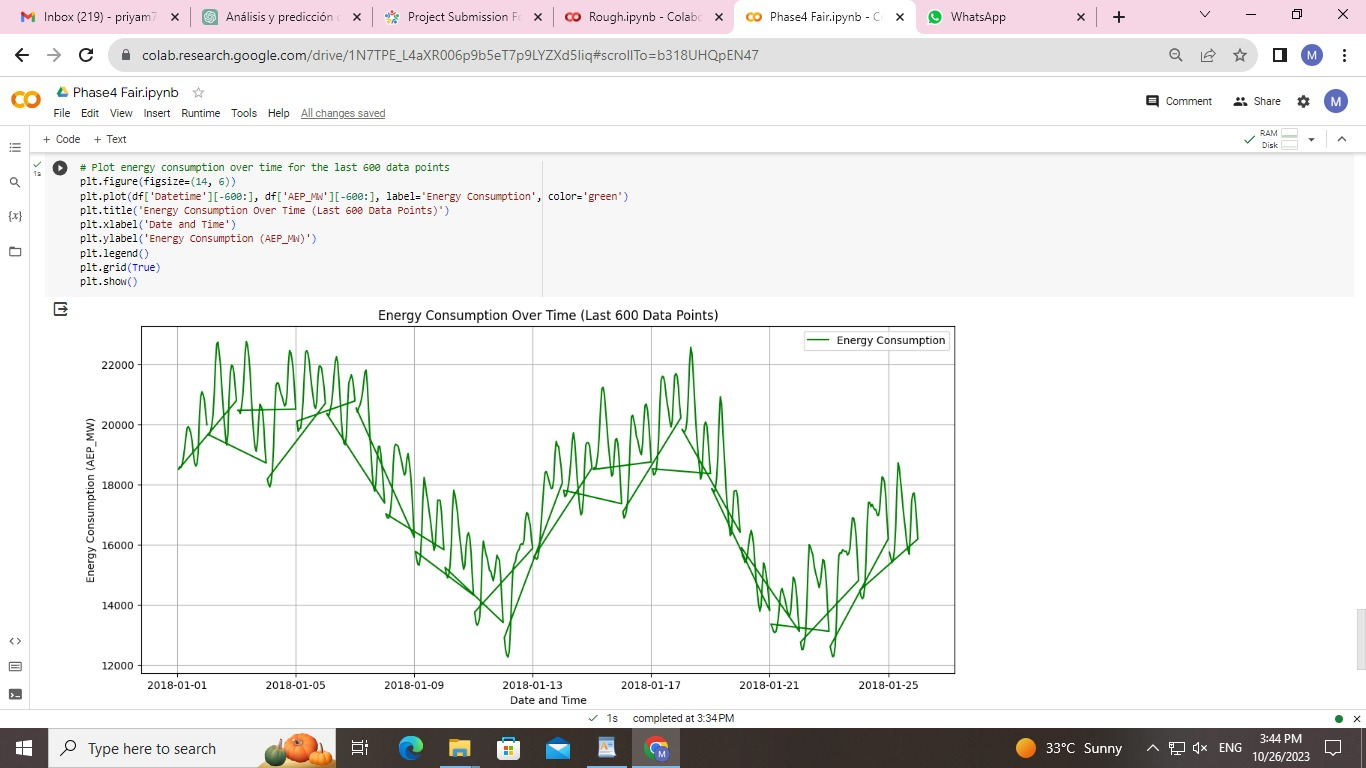 Inbox (219) - priyam7
Análisis y predicción
Project Submission Fo
Rough.ipynb - Colabo
Phase4 Fair.ipynb - C
WhatsApp
colab.research.google.com/drive/1N7TPE_L4aXR006p9b5eT7p9LYZXd5Iiq#scrollTo=b318UHQpEN47
M
Phase4 Fair.ipynb
File Edit View Insert Runtime Tools Help All changes saved
Comment
Share
M
+ Code + Text
RAM
Disk
1s
# Plot energy consumption over time for the last 600 data points
plt.figure(figsize=(14, 6))
plt.plot(df['Datetime'][-600:], df['AEP_MW'][-600:], label='Energy Consumption', color='green')
plt.title('Energy Consumption Over Time (Last 600 Data Points)')
plt.xlabel('Date and Time')
plt.ylabel('Energy Consumption (AEP_MW)')
plt.legend()
plt.grid(True)
plt.show()
{x}
Energy Consumption Over Time (Last 600 Data Points)
Energy Consumption
22000
20000
18000
16000
14000
12000
Energy Consumption (AEP_MW)
2018-01-01 2018-01-05 2018-01-09 2018-01-13 2018-01-17 2018-01-21 2018-01-25
Date and Time
1s completed at 3:34 PM
Type here to search
33°C Sunny
ENG
3:44 PM
10/26/2023